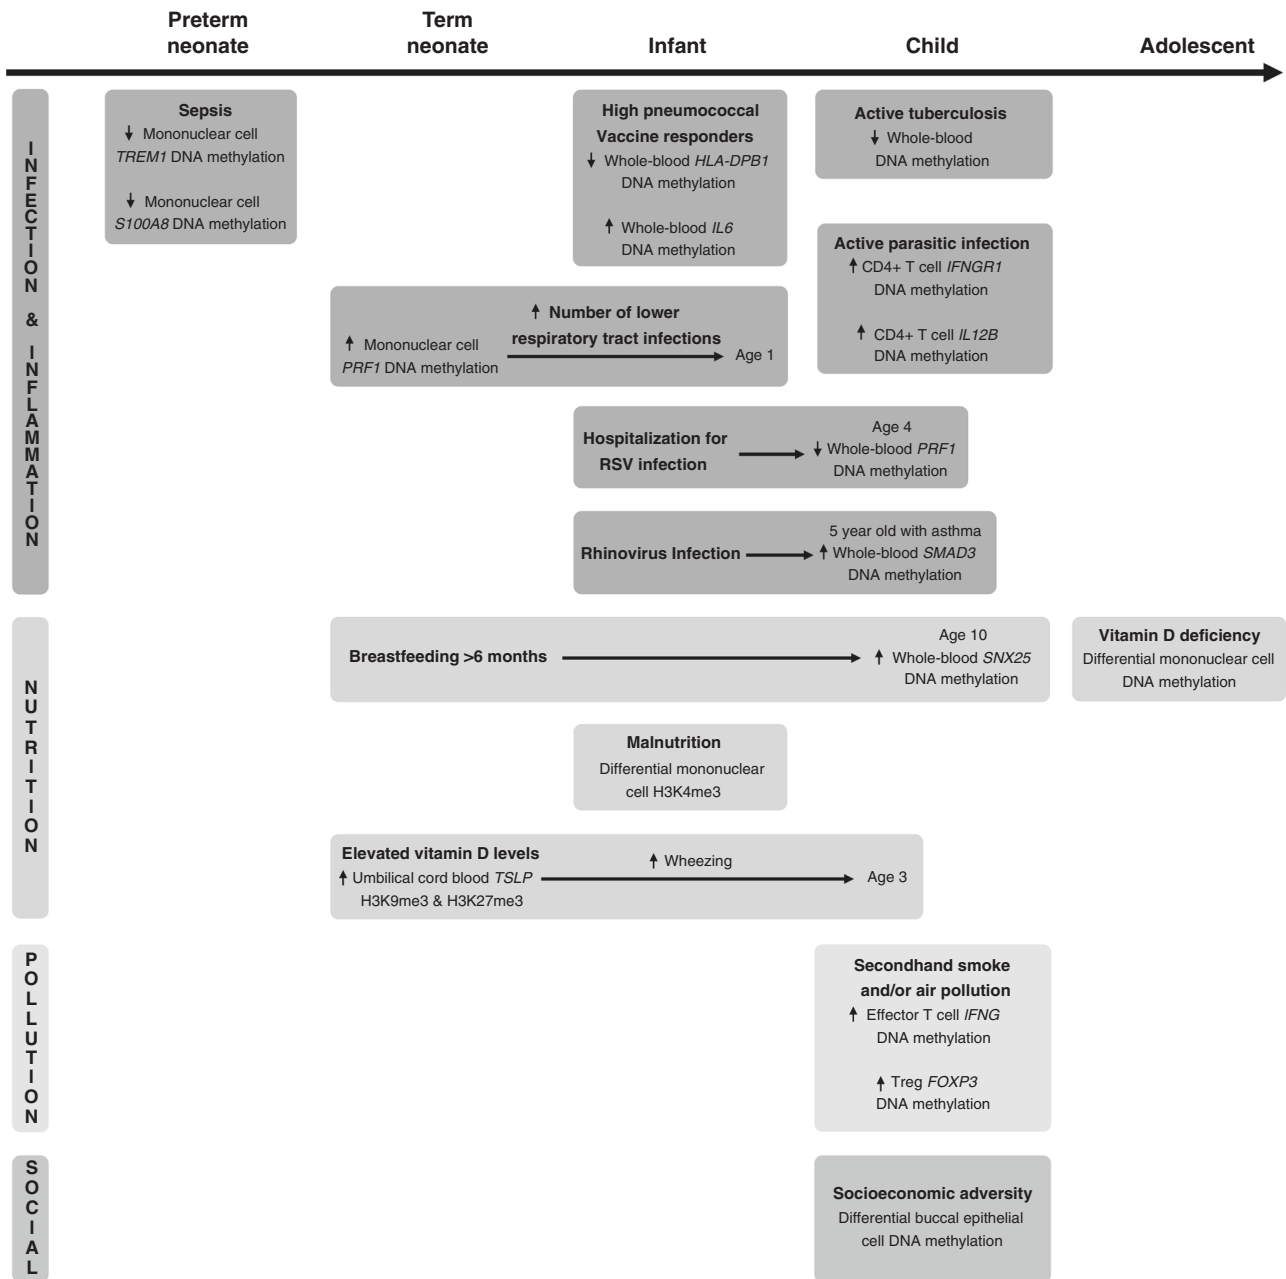 Preterm
neonate
Term
neonate
Infant
Child
Adolescent
INFECTION & INFLAMMATION
Sepsis
↓ Mononuclear cell
TREM1 DNA methylation
↓ Mononuclear cell
S100A8 DNA methylation
High pneumococcal
Vaccine responders
↓ Whole-blood HLA-DPB1
DNA methylation
↑ Whole-blood IL6
DNA methylation
Active tuberculosis
↓ Whole-blood
DNA methylation
Active parasitic infection
↑ CD4+ T cell IFNGR1
DNA methylation
↑ CD4+ T cell IL12B
DNA methylation
↑ Mononuclear cell
PRF1 DNA methylation
↑ Number of lower
respiratory tract infections
Age 1
Hospitalization for
RSV infection
Age 4
↓ Whole-blood PRF1
DNA methylation
Rhinovirus Infection
5 year old with asthma
↑ Whole-blood SMAD3
DNA methylation
NUTRITION
Breastfeeding >6 months
Age 10
↑ Whole-blood SNX25
DNA methylation
Vitamin D deficiency
Differential mononuclear cell
DNA methylation
Malnutrition
Differential mononuclear
cell H3K4me3
Elevated vitamin D levels
↑ Umbilical cord blood TSLP
H3K9me3 & H3K27me3
↑ Wheezing
Age 3
POLLUTION
Secondhand smoke
and/or air pollution
↑ Effector T cell IFNG
DNA methylation
↑ Treg FOXP3
DNA methylation
SOCIAL
Socioeconomic adversity
Differential buccal epithelial
cell DNA methylation